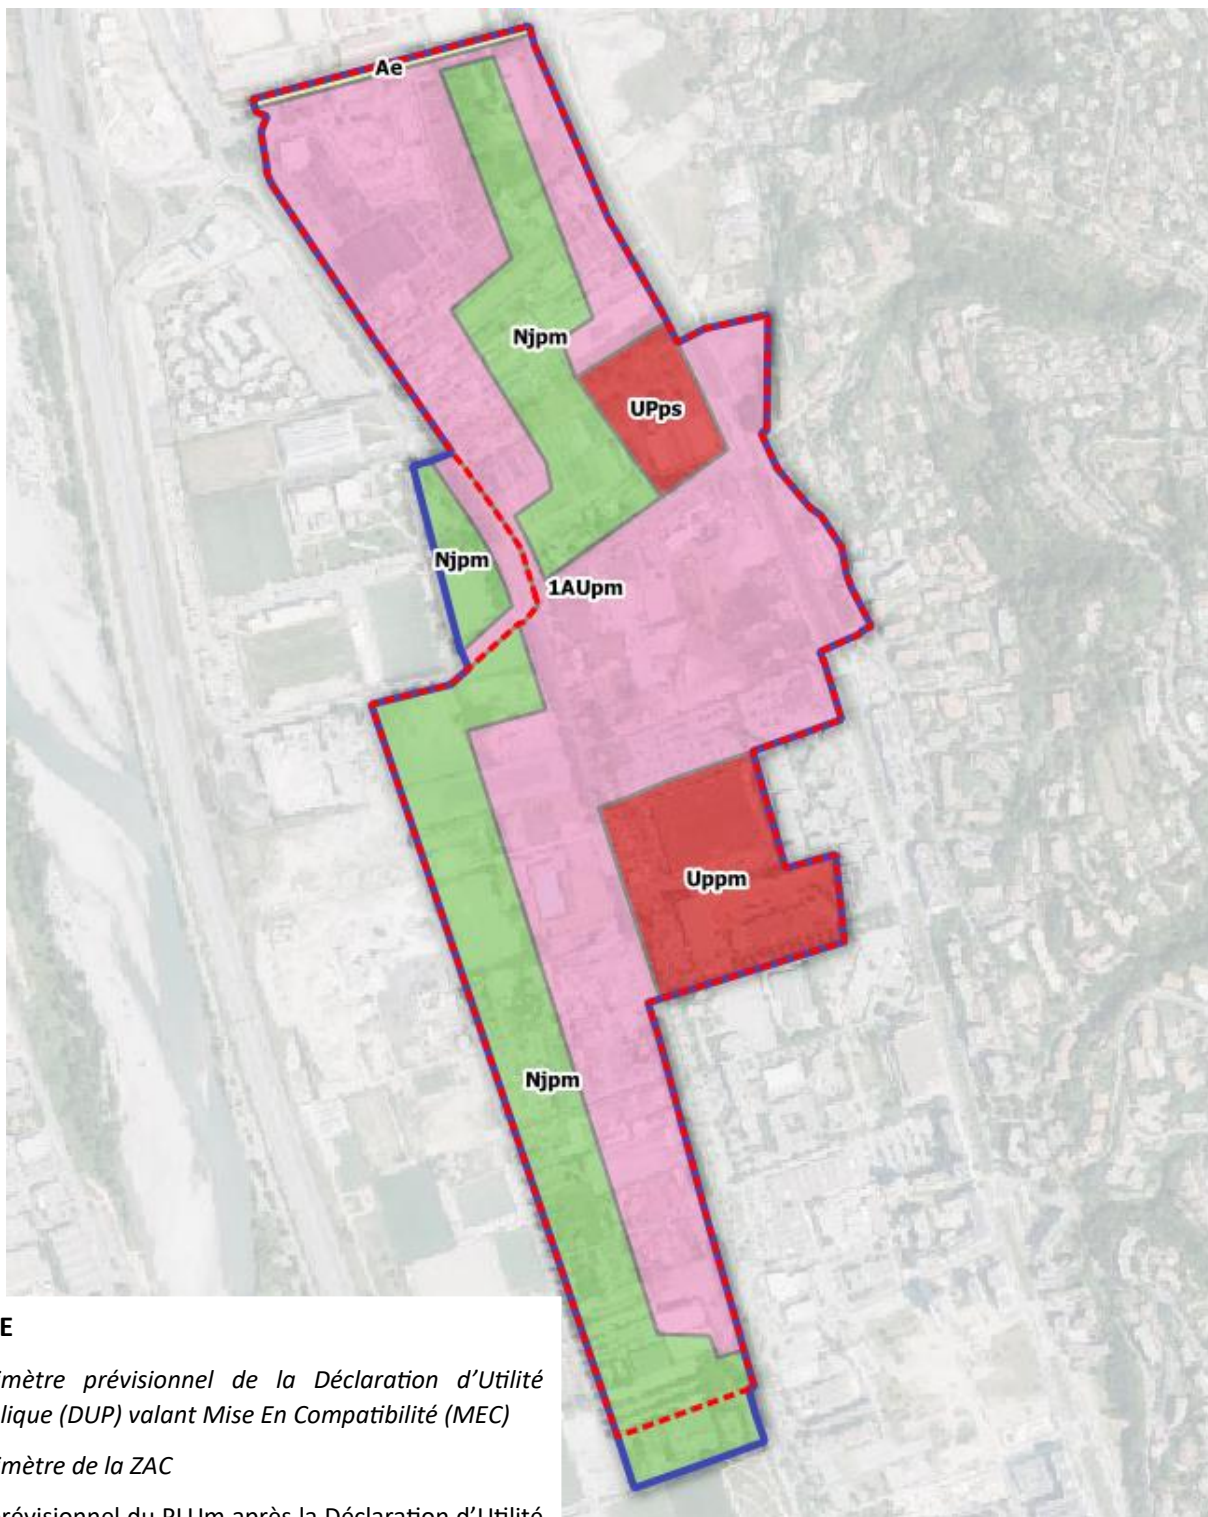 Ae
Njpm
UPps
Njpm
1AUpm
Uppm
Njpm
E
imètre prévisionnel de la Déclaration d’Utilité
lique (DUP) valant Mise En Compatibilité (MEC)
imètre de la ZAC
révisionnel du PLUm après la Déclaration d’Utilité